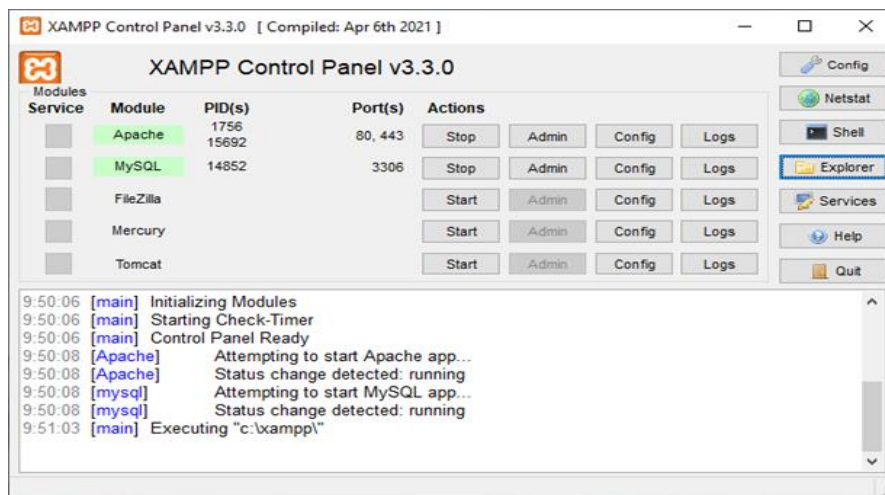 XAMPP Control Panel v3.3.0 [ Compiled: Apr 6th 2021 ]
XAMPP Control Panel v3.3.0
Modules
Service Module PID(s) Port(s) Actions
Apache 1756 15692 80, 443 Stop Admin Config Logs
MySQL 14852 3306 Stop Admin Config Logs
FileZilla Start Admin Config Logs
Mercury Start Admin Config Logs
Tomcat Start Admin Config Logs
Config
Netstat
Shell
Explorer
Services
Help
Quit
9:50:06 [main] Initializing Modules
9:50:06 [main] Starting Check-Timer
9:50:06 [main] Control Panel Ready
9:50:08 [Apache] Attempting to start Apache app...
9:50:08 [Apache] Status change detected: running
9:50:08 [mysql] Attempting to start MySQL app...
9:50:08 [mysql] Status change detected: running
9:51:03 [main] Executing "c:\xampp\"